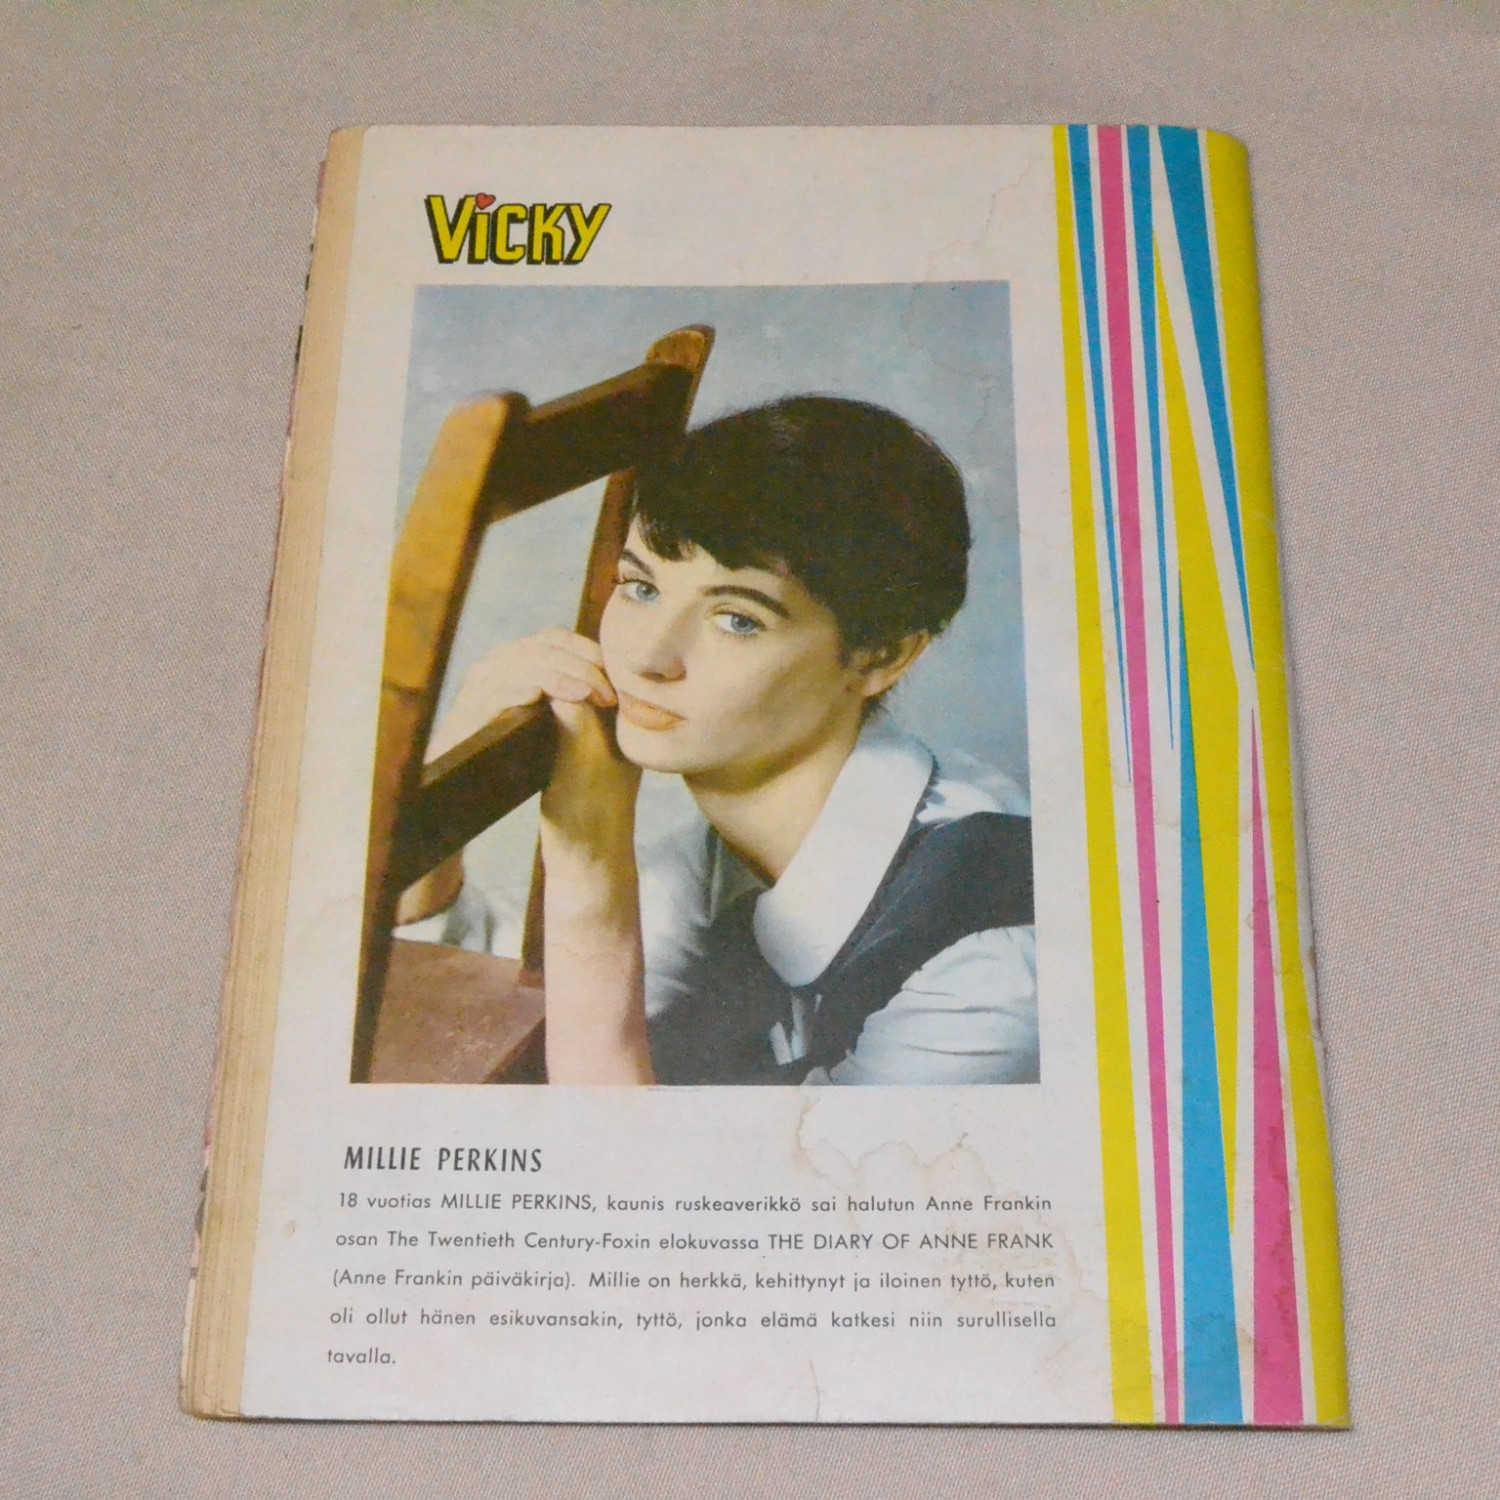 Vicky
MILLIE PERKINS
18 vuotias MILLIE PERKINS, kaunis ruskeaverikkö sai halutun Anne Frankin
osan The Twentieth Century-Foxin elokuvassa THE DIARY OF ANNE FRANK
(Anne Frankin päiväkirja). Millie on herkkä, kehittynyt ja iloinen tyttö, kuten
oli ollut hänen esikuvansakin, tyttö, jonka elämä katkesi niin surullisella
tavalla.